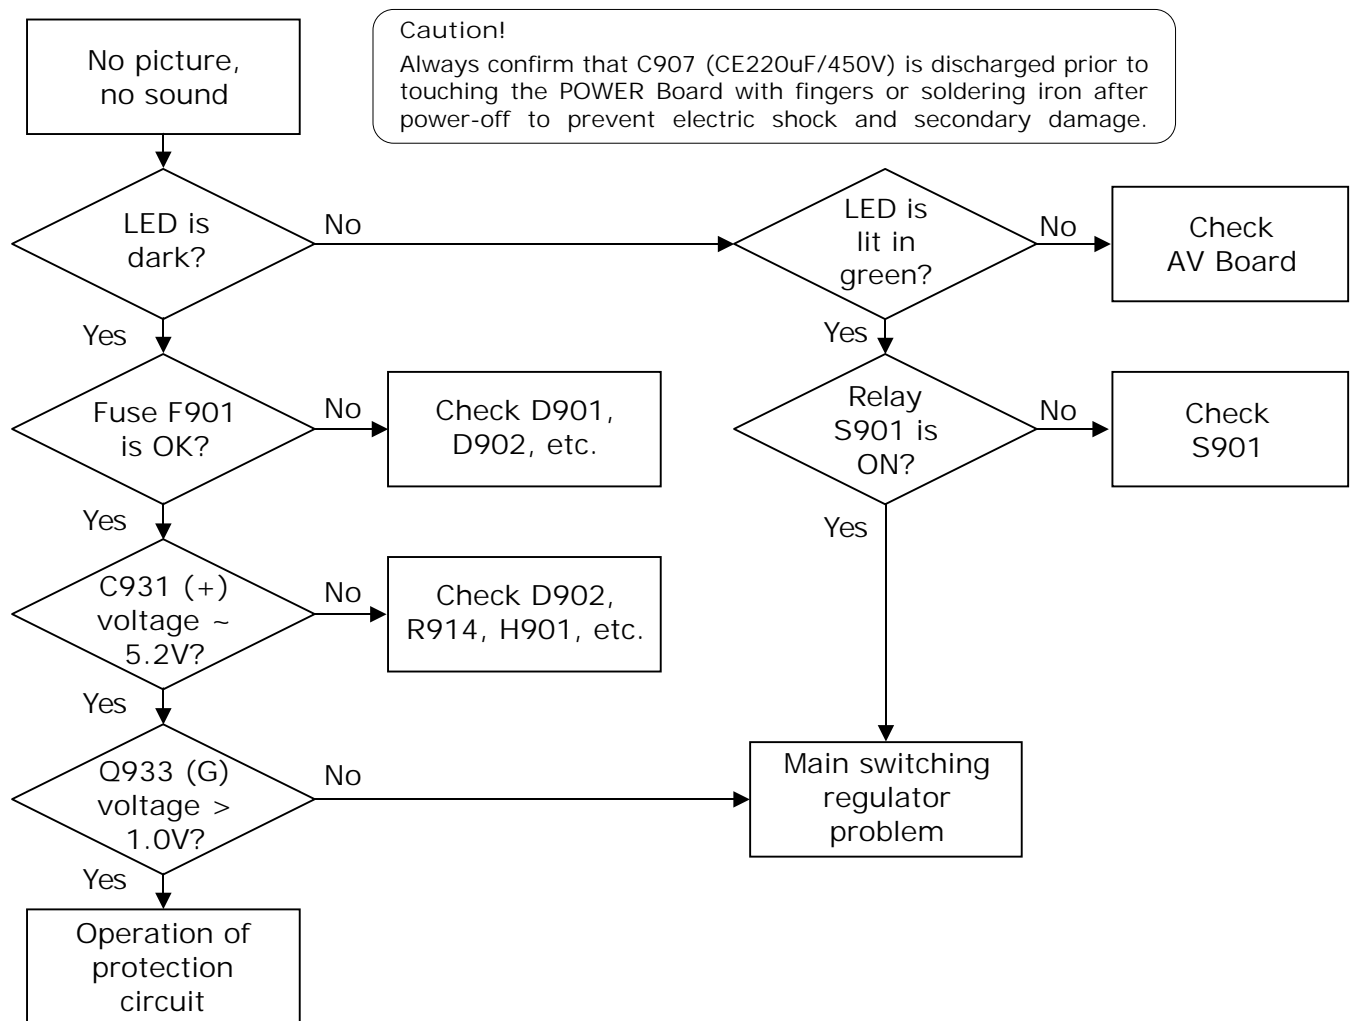 No picture,
no sound
Caution!
Always confirm that C907 (CE220uF/450V) is discharged prior to
touching the POWER Board with fingers or soldering iron after
power-off to prevent electric shock and secondary damage.
LED is
dark?
No
LED is
lit in
green?
No
Check
AV Board
Yes
Yes
Fuse F901
is OK?
No
Check D901,
D902, etc.
Relay
S901 is
ON?
No
Check
S901
Yes
Yes
C931 (+)
voltage ~
5.2V?
No
Check D902,
R914, H901, etc.
Yes
Q933 (G)
voltage >
1.0V?
No
Main switching
regulator
problem
Yes
Operation of
protection
circuit